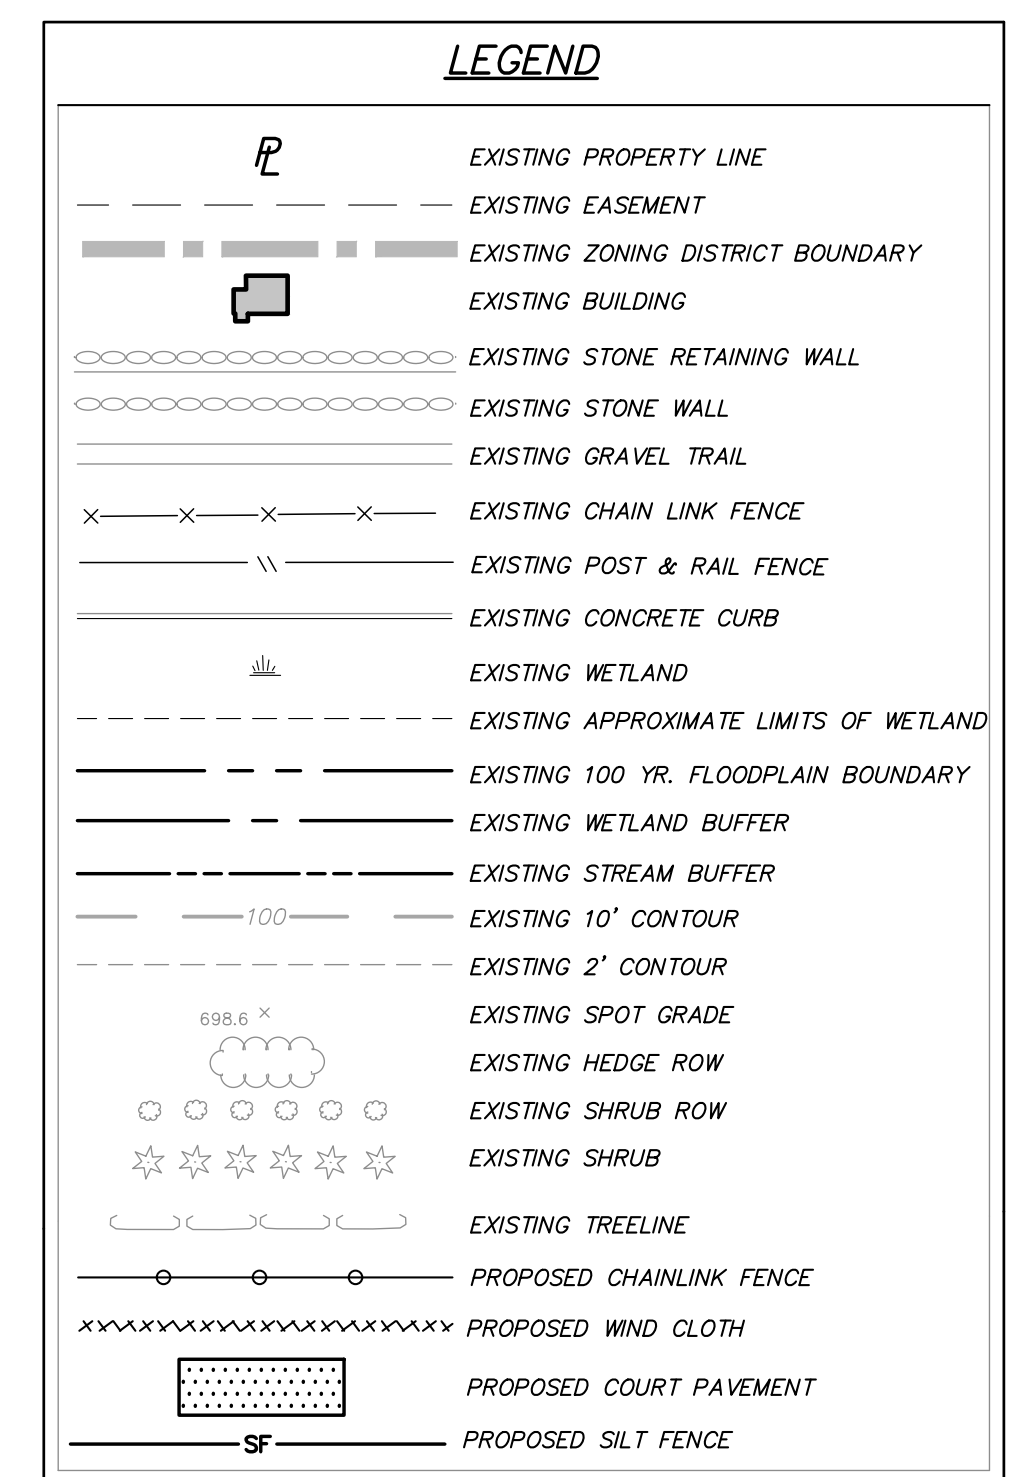 LEGEND
PL EXISTING PROPERTY LINE
EXISTING EASEMENT
EXISTING ZONING DISTRICT BOUNDARY
EXISTING BUILDING
EXISTING STONE RETAINING WALL
EXISTING STONE WALL
EXISTING GRAVEL TRAIL
EXISTING CHAIN LINK FENCE
EXISTING POST & RAIL FENCE
EXISTING CONCRETE CURB
EXISTING WETLAND
EXISTING APPROXIMATE LIMITS OF WETLAND
EXISTING 100 YR. FLOODPLAIN BOUNDARY
EXISTING WETLAND BUFFER
EXISTING STREAM BUFFER
100 EXISTING 10' CONTOUR
EXISTING 2' CONTOUR
698.6 EXISTING SPOT GRADE
EXISTING HEDGE ROW
EXISTING SHRUB ROW
EXISTING SHRUB
EXISTING TREELINE
PROPOSED CHAINLINK FENCE
PROPOSED WIND CLOTH
PROPOSED COURT PAVEMENT
SF PROPOSED SILT FENCE